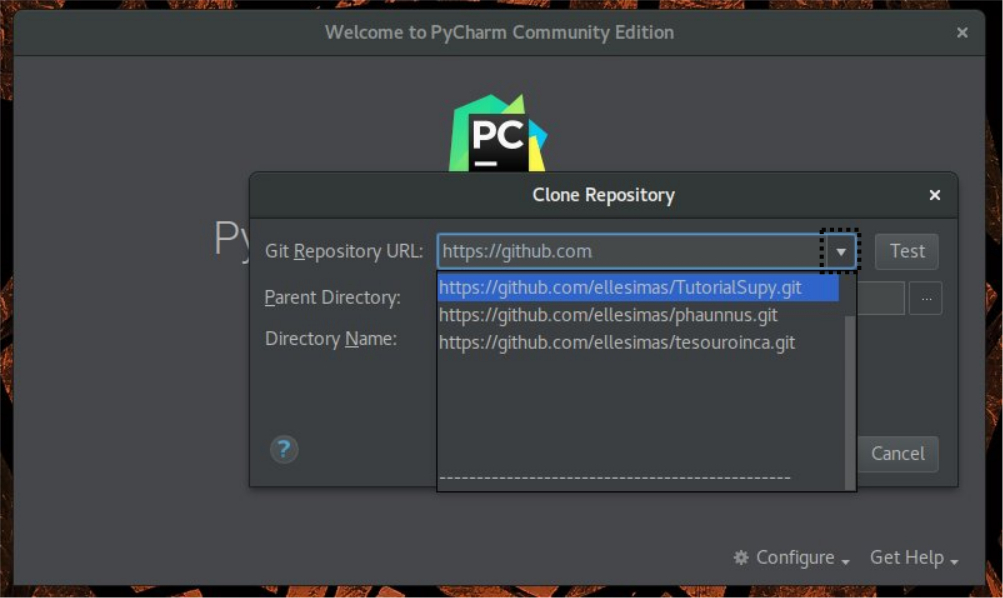 Welcome to PyCharm Community Edition
PC
Py
Clone Repository
Git Repository URL: https://github.com Test
https://github.com/ellesimas/TutorialSupy.git
Parent Directory: ...
https://github.com/ellesimas/phaunnus.git
Directory Name: https://github.com/ellesimas/tesouroinca.git
?
Cancel
---------------------------------------------
Configure Get Help